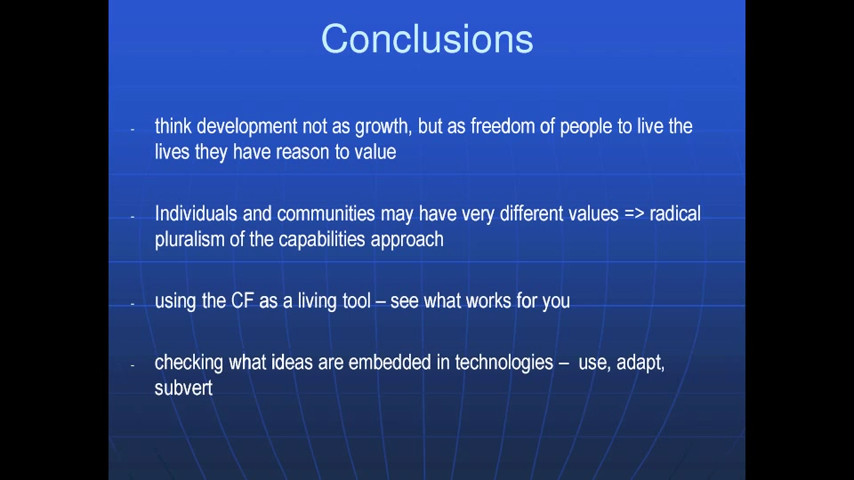 Conclusions
- think development not as growth, but as freedom of people to live the
lives they have reason to value
- Individuals and communities may have very different values => radical
pluralism of the capabilities approach
- using the CF as a living tool – see what works for you
- checking what ideas are embedded in technologies – use, adapt,
subvert